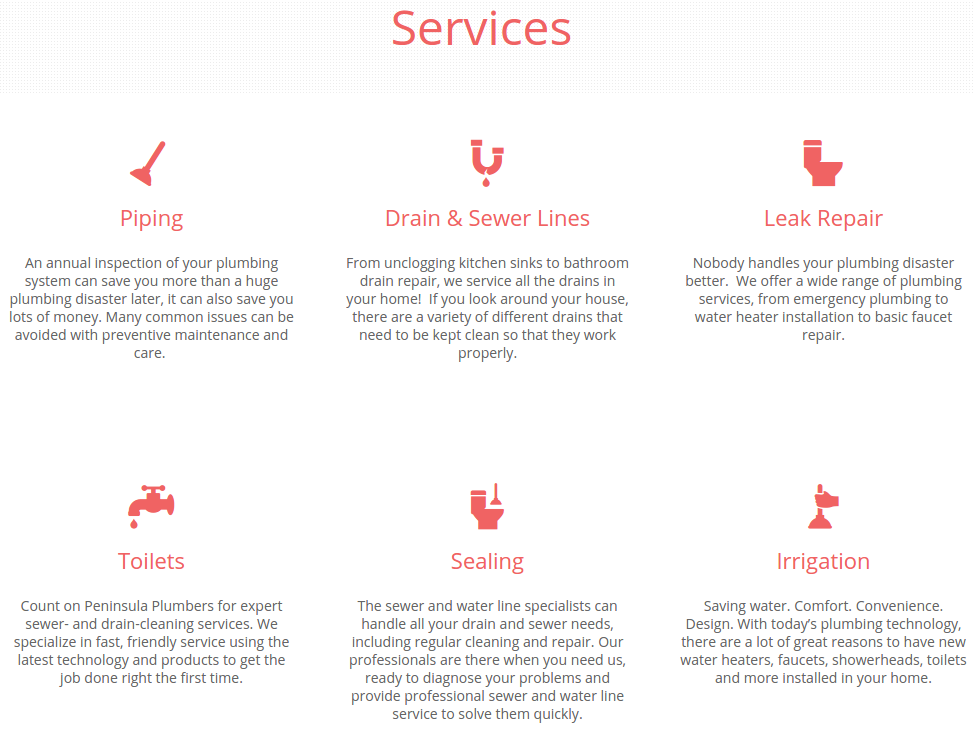 Services
Piping
An annual inspection of your plumbing
system can save you more than a huge
plumbing disaster later, it can also save you
lots of money. Many common issues can be
avoided with preventive maintenance and
care.
Drain & Sewer Lines
From unclogging kitchen sinks to bathroom
drain repair, we service all the drains in
your home!  If you look around your house,
there are a variety of different drains that
need to be kept clean so that they work
properly.
Leak Repair
Nobody handles your plumbing disaster
better.  We offer a wide range of plumbing
services, from emergency plumbing to
water heater installation to basic faucet
repair.
Toilets
Count on Peninsula Plumbers for expert
sewer- and drain-cleaning services. We
specialize in fast, friendly service using the
latest technology and products to get the
job done right the first time.
Sealing
The sewer and water line specialists can
handle all your drain and sewer needs,
including regular cleaning and repair. Our
professionals are there when you need us,
ready to diagnose your problems and
provide professional sewer and water line
service to solve them quickly.
Irrigation
Saving water. Comfort. Convenience.
Design. With today’s plumbing technology,
there are a lot of great reasons to have new
water heaters, faucets, showerheads, toilets
and more installed in your home.